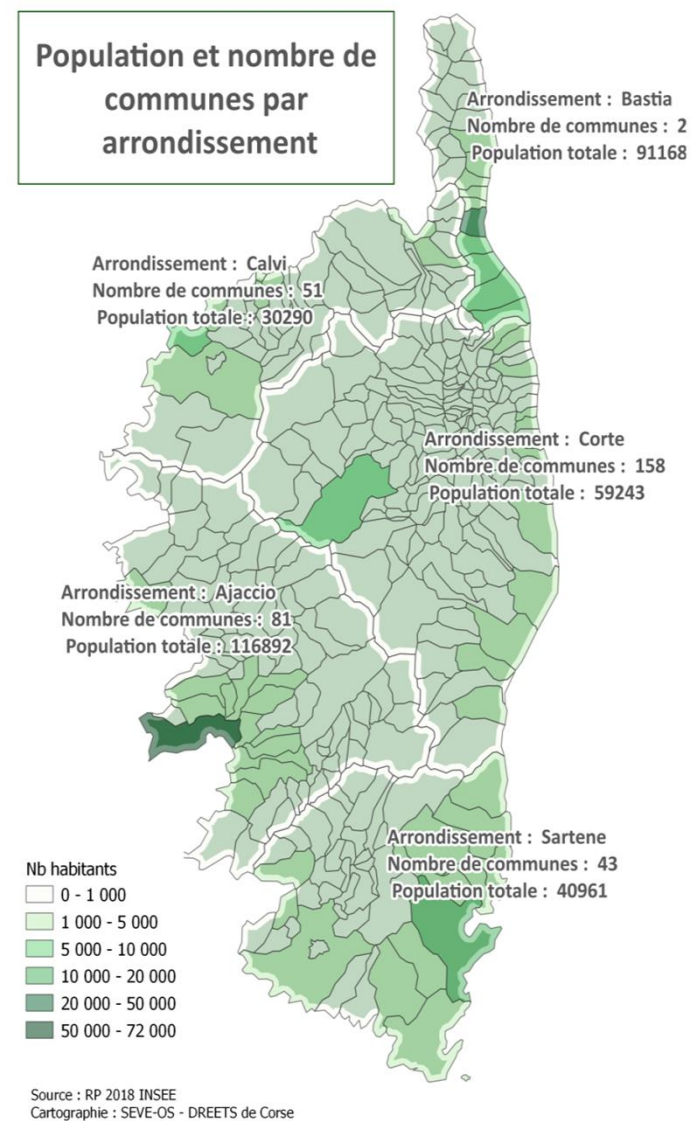 Population et nombre de
communes par
arrondissement
Arrondissement : Bastia
Nombre de communes : 2
Population totale : 91168
Arrondissement : Calvi
Nombre de communes : 51
Population totale : 30290
Arrondissement : Corte
Nombre de communes : 158
Population totale : 59243
Arrondissement : Ajaccio
Nombre de communes : 81
Population totale : 116892
Arrondissement : Sartene
Nombre de communes : 43
Population totale : 40961
Nb habitants
0 - 1 000
1 000 - 5 000
5 000 - 10 000
10 000 - 20 000
20 000 - 50 000
50 000 - 72 000
Source : RP 2018 INSEE
Cartographie : SEVE-OS - DREETS de Corse